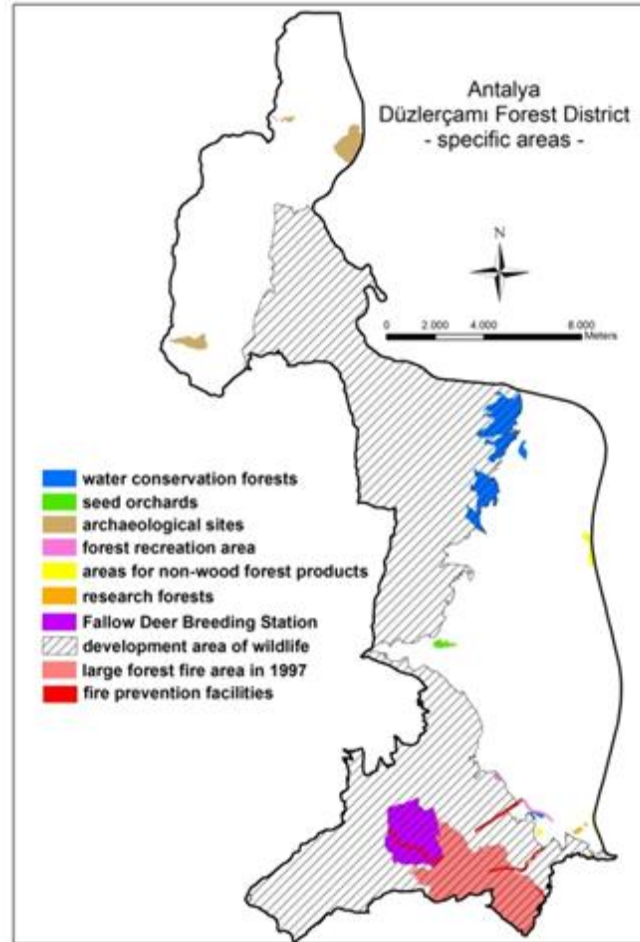 Antalya
Düzlerçamı Forest District
- specific areas -
N
0 2.000 4.000 8.000
Meters
water conservation forests
seed orchards
archaeological sites
forest recreation area
areas for non-wood forest products
research forests
Fallow Deer Breeding Station
development area of wildlife
large forest fire area in 1997
fire prevention facilities